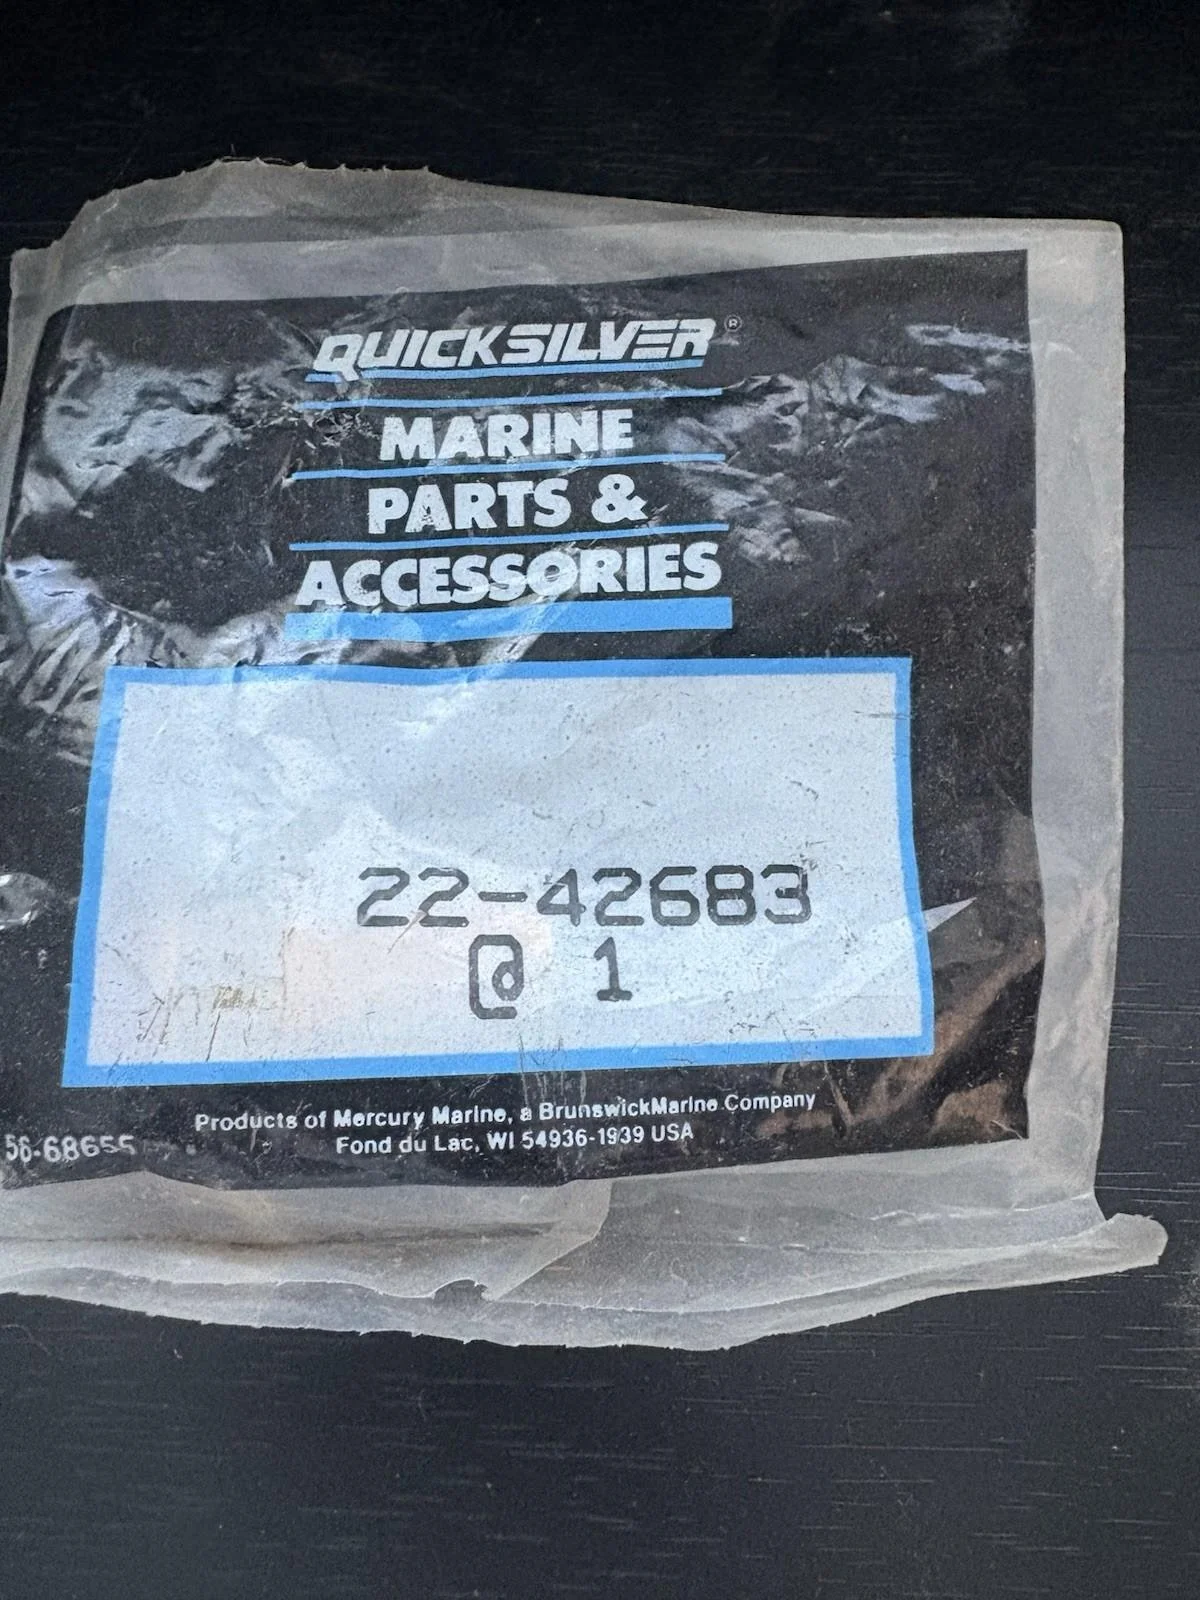 QUICKSILVER®
MARINE
PARTS &
ACCESSORIES
22-42683
@ 1
Products of Mercury Marine, a BrunswickMarine Company
Fond du Lac, WI 54936-1939 USA
56-68655